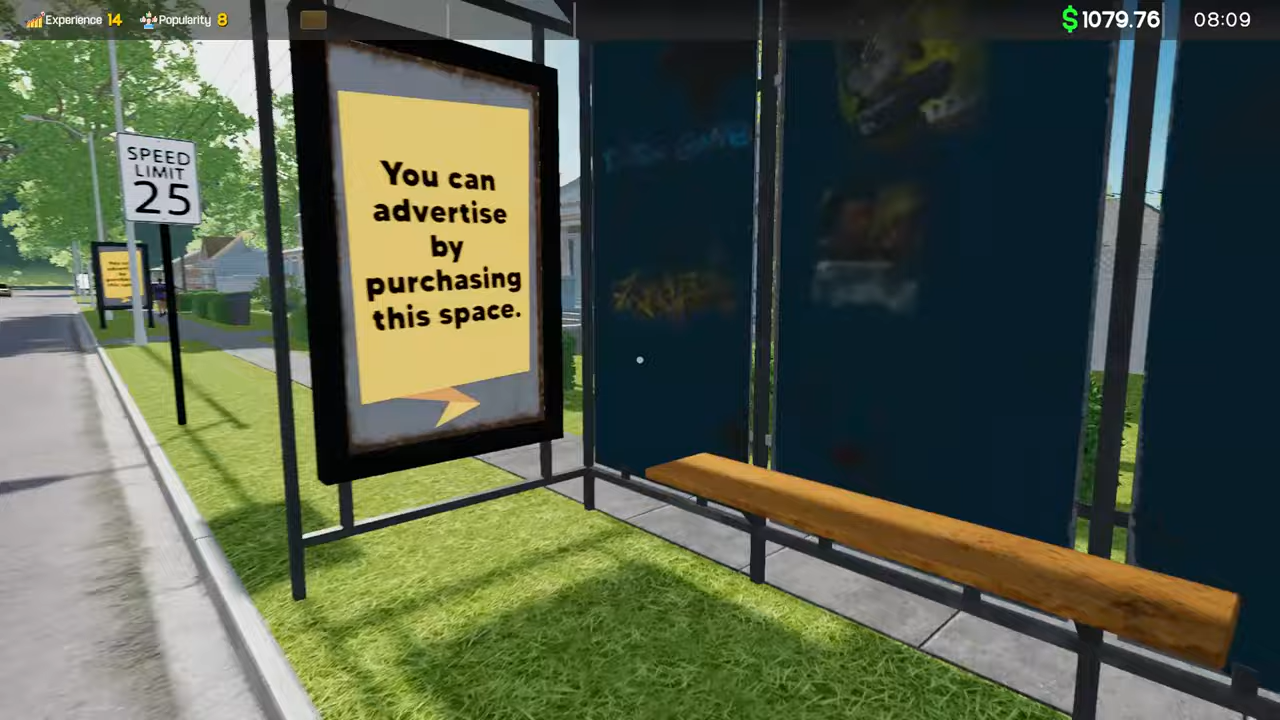 Experience 14
Popularity 8
$1079.76
08:09
SPEED
LIMIT
25
You can
advertise
by
purchasing
this space.